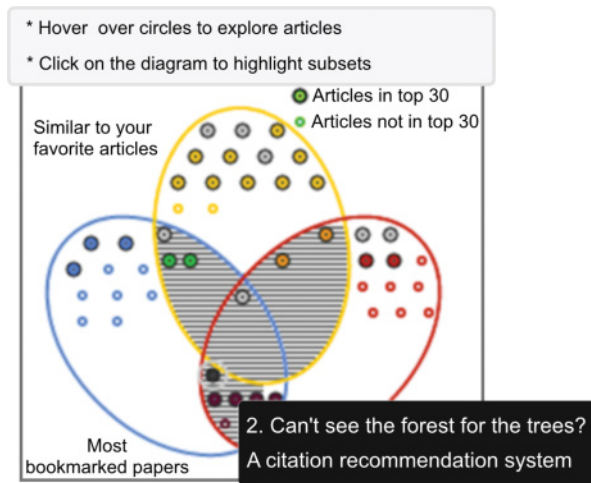 * Hover over circles to explore articles
* Click on the diagram to highlight subsets
Articles in top 30
Articles not in top 30
Similar to your
favorite articles
Most
bookmarked papers
2. Can't see the forest for the trees?
A citation recommendation system